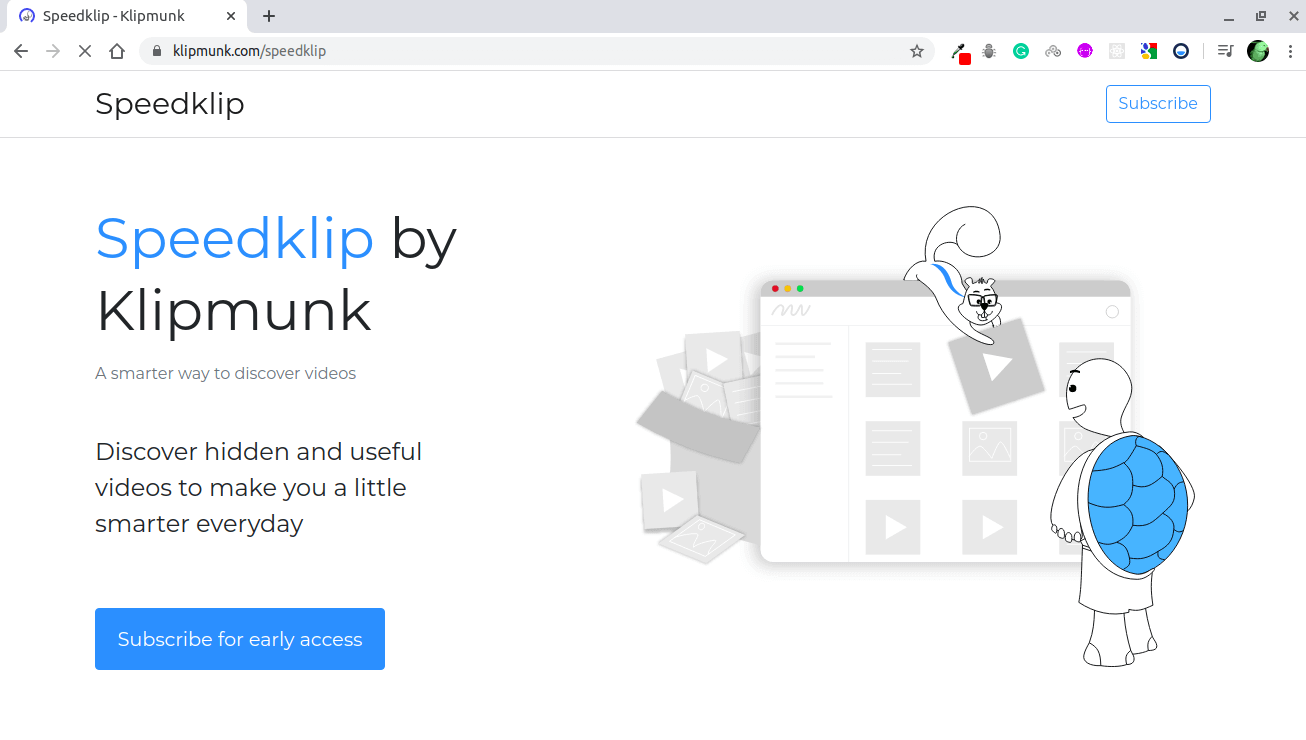 Speedklip - Klipmunk
klipmunk.com/speedklip
Speedklip
Subscribe
Speedklip by
Klipmunk
A smarter way to discover videos
Discover hidden and useful
videos to make you a little
smarter everyday
Subscribe for early access